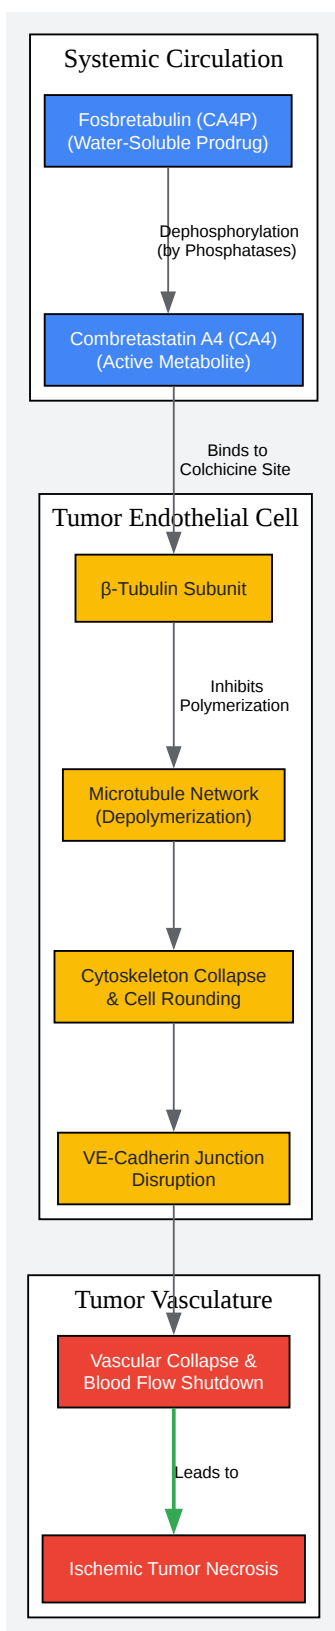 Systemic Circulation
Fosbretabulin (CA4P)
(Water-Soluble Prodrug)
Dephosphorylation
(by Phosphatases)
Combretastatin A4 (CA4)
(Active Metabolite)
Binds to
Colchicine Site
Tumor Endothelial Cell
β-Tubulin Subunit
Inhibits
Polymerization
Microtubule Network
(Depolymerization)
Cytoskeleton Collapse
& Cell Rounding
VE-Cadherin Junction
Disruption
Tumor Vasculature
Vascular Collapse &
Blood Flow Shutdown
Leads to
Ischemic Tumor Necrosis